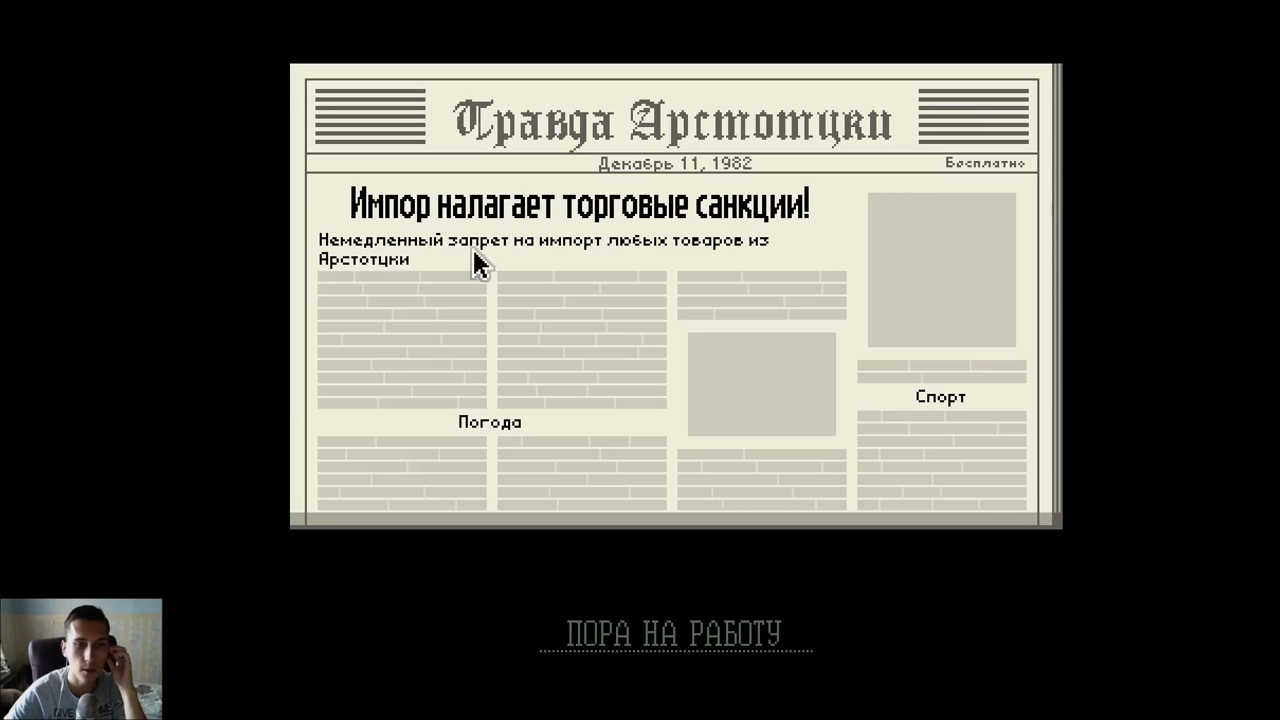 Правда Арстотцки
Декабрь 11, 1982
Бесплатно
Импор налагает торговые санкции!
Немедленный запрет на импорт любых товаров из
Арстотцки
Погода
Спорт
ПОРА НА РАБОТУ